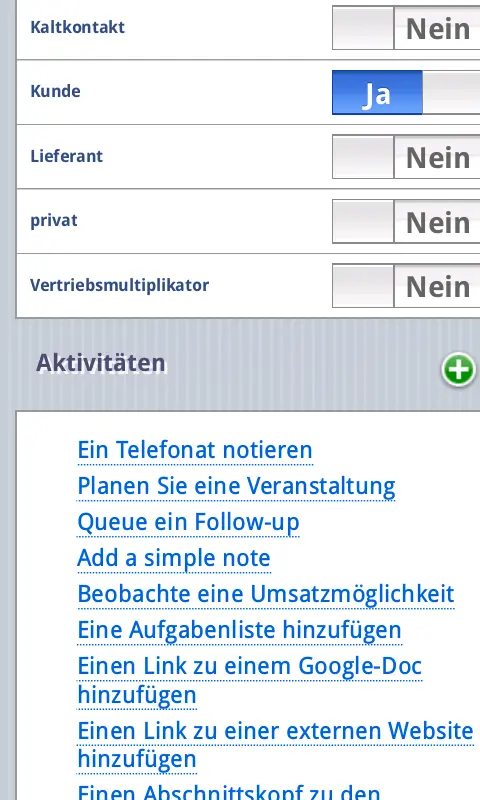 Kaltkontakt Nein
Kunde Ja
Lieferant Nein
privat Nein
Vertriebsmultiplikator Nein
Aktivitäten
Ein Telefonat notieren
Planen Sie eine Veranstaltung
Queue ein Follow-up
Add a simple note
Beobachte eine Umsatzmöglichkeit
Eine Aufgabenliste hinzufügen
Einen Link zu einem Google-Doc
hinzufügen
Einen Link zu einer externen Website
hinzufügen
Einen Abschnittskopf zu den